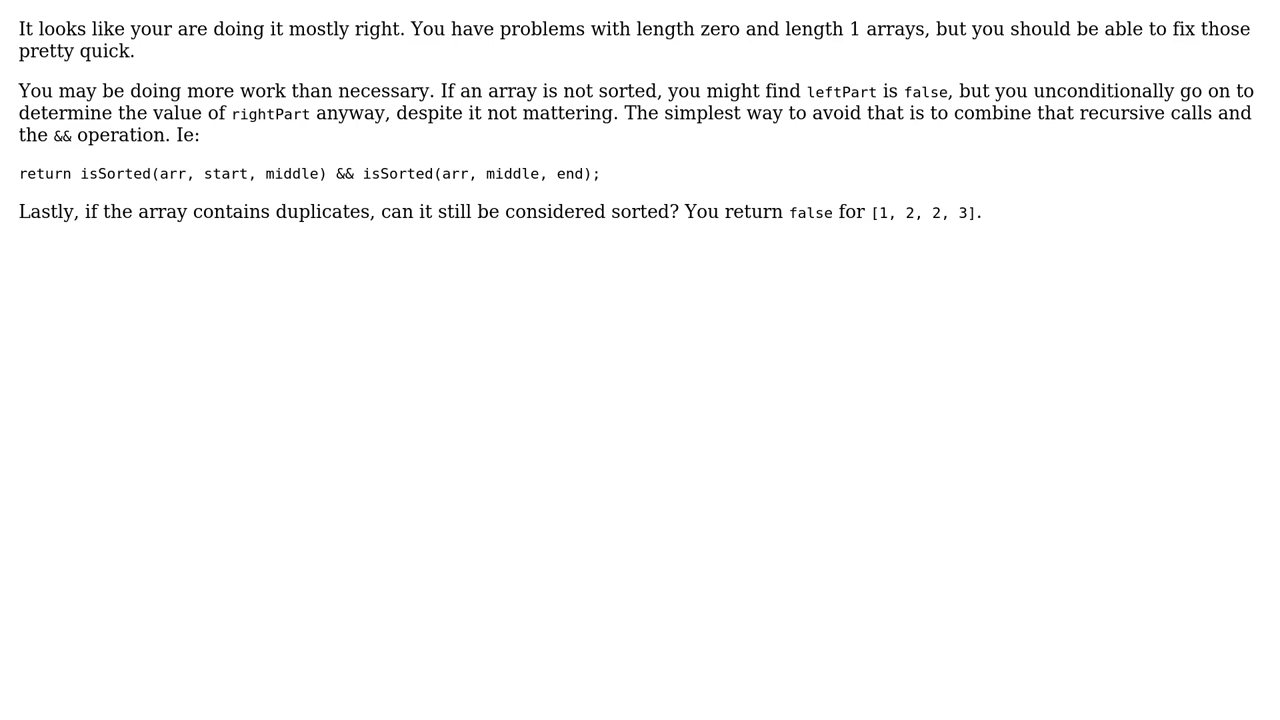 It looks like your are doing it mostly right. You have problems with length zero and length 1 arrays, but you should be able to fix those
pretty quick.
You may be doing more work than necessary. If an array is not sorted, you might find leftPart is false, but you unconditionally go on to
determine the value of rightPart anyway, despite it not mattering. The simplest way to avoid that is to combine that recursive calls and
the && operation. Ie:
return isSorted(arr, start, middle) && isSorted(arr, middle, end);
Lastly, if the array contains duplicates, can it still be considered sorted? You return false for [1, 2, 2, 3].